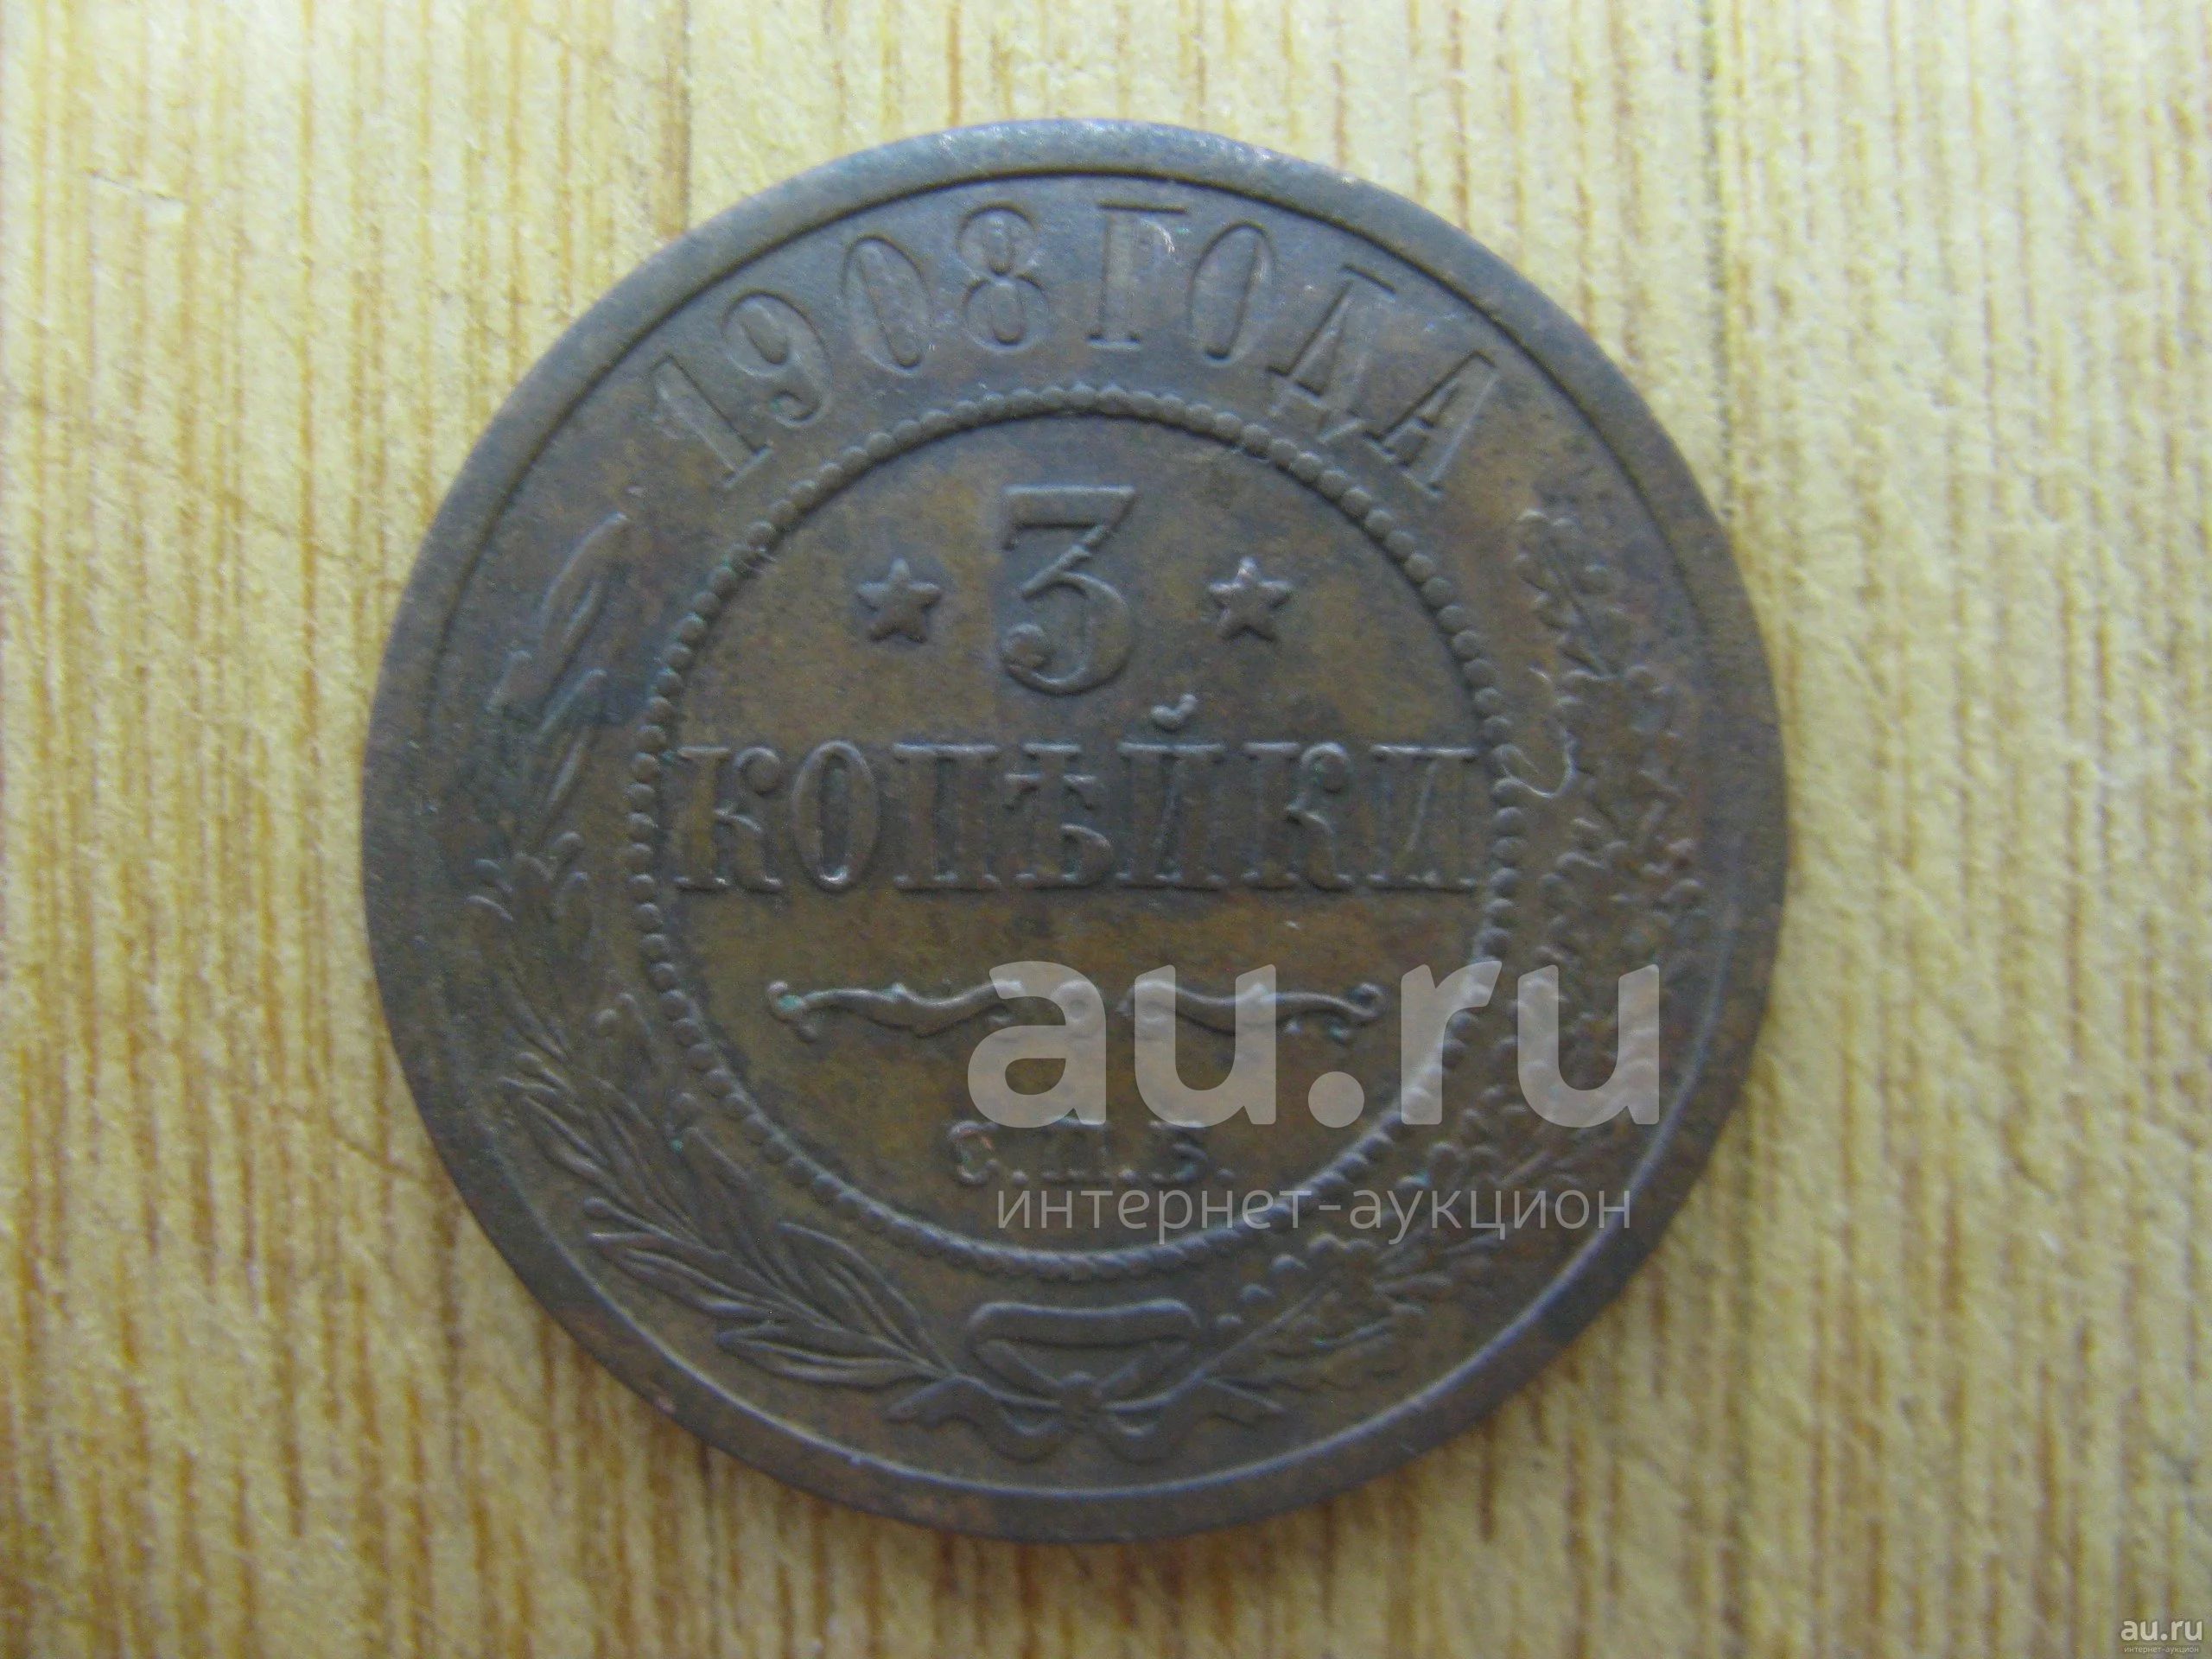 1908 ГОДА
3
КОПѢЙКИ
au.ru
С.П.Б.
интернет-аукцион
au.ru
интернет-аукцион